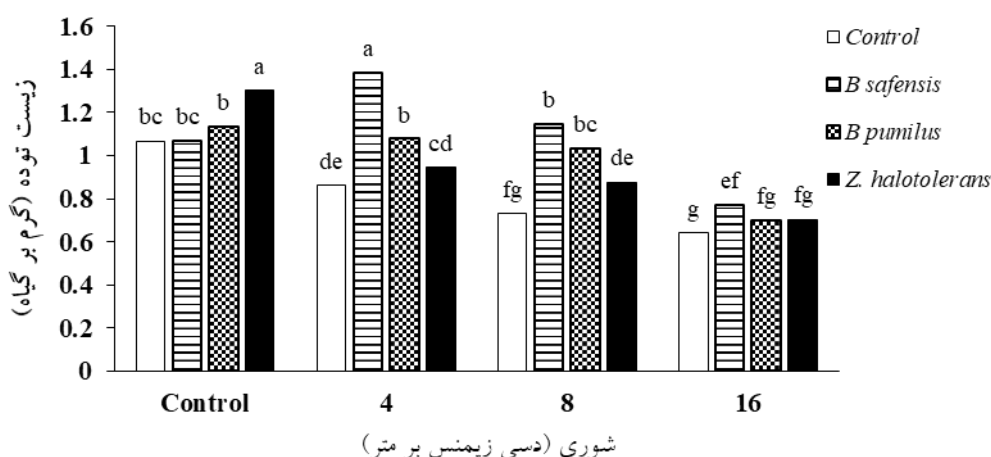 زیست توده (گرم بر گیاه)
1.6
1.4
1.2
1
0.8
0.6
0.4
0.2
0
bc bc b a
de a b cd
fg b bc de
g ef fg fg
Control 4 8 16
شوری (دسی زیمنس بر متر)
Control
B safensis
B pumilus
Z. halotolerans